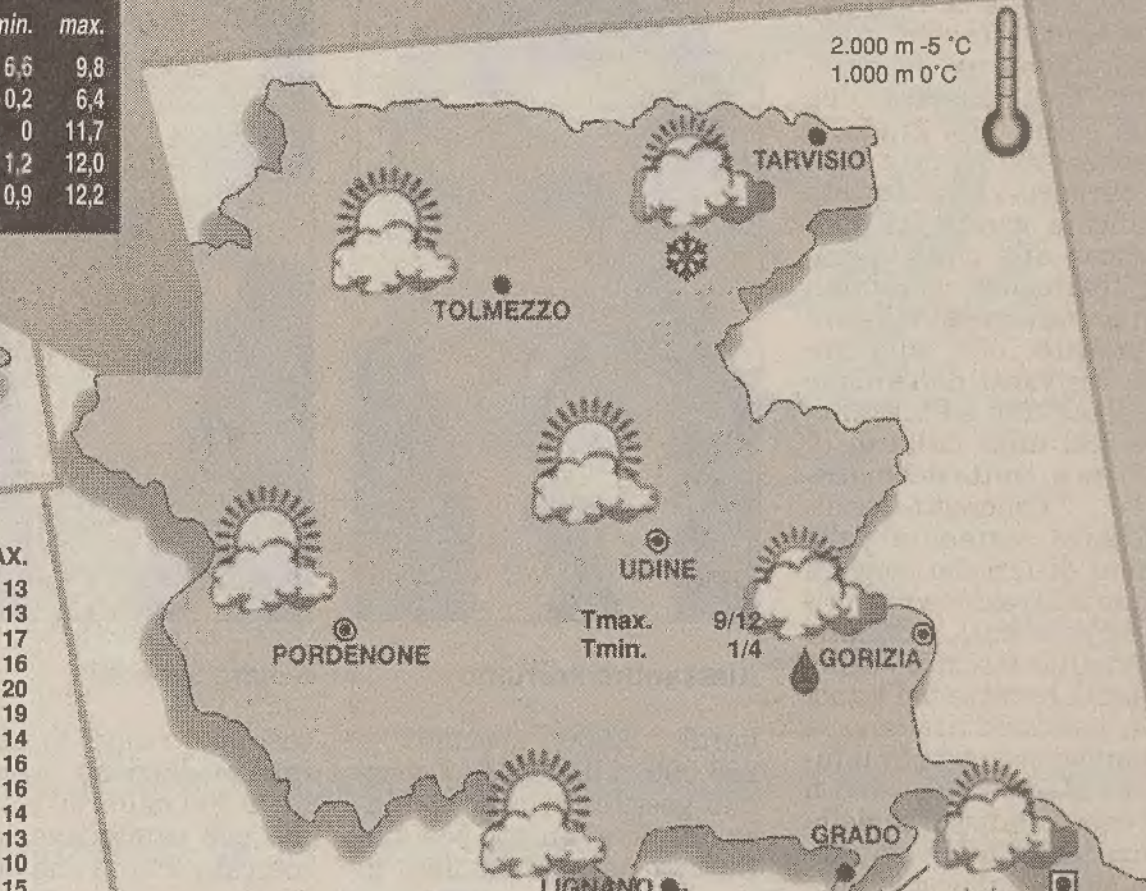 min. max.
6,6 9,8
0,2 6,4
0 11,7
1,2 12,0
0,9 12,2
2.000 m -5 °C
1.000 m 0°C
TARVISIO
TOLMEZZO
UDINE
Tmax. 9/12
Tmin. 1/4
PORDENONE
GORIZIA
GRADO
LIGNANO
13
13
17
16
20
19
14
16
16
14
13
10
15